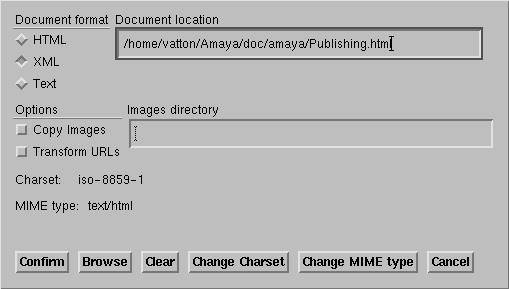 Document format
Document location
HTML
/home/vatton/Amaya/doc/amaya/Publishing.html
XML
Text
Options
Images directory
Copy Images
Transform URLs
Charset: iso-8859-1
MIME type: text/html
Confirm Browse Clear Change Charset Change MIME type Cancel